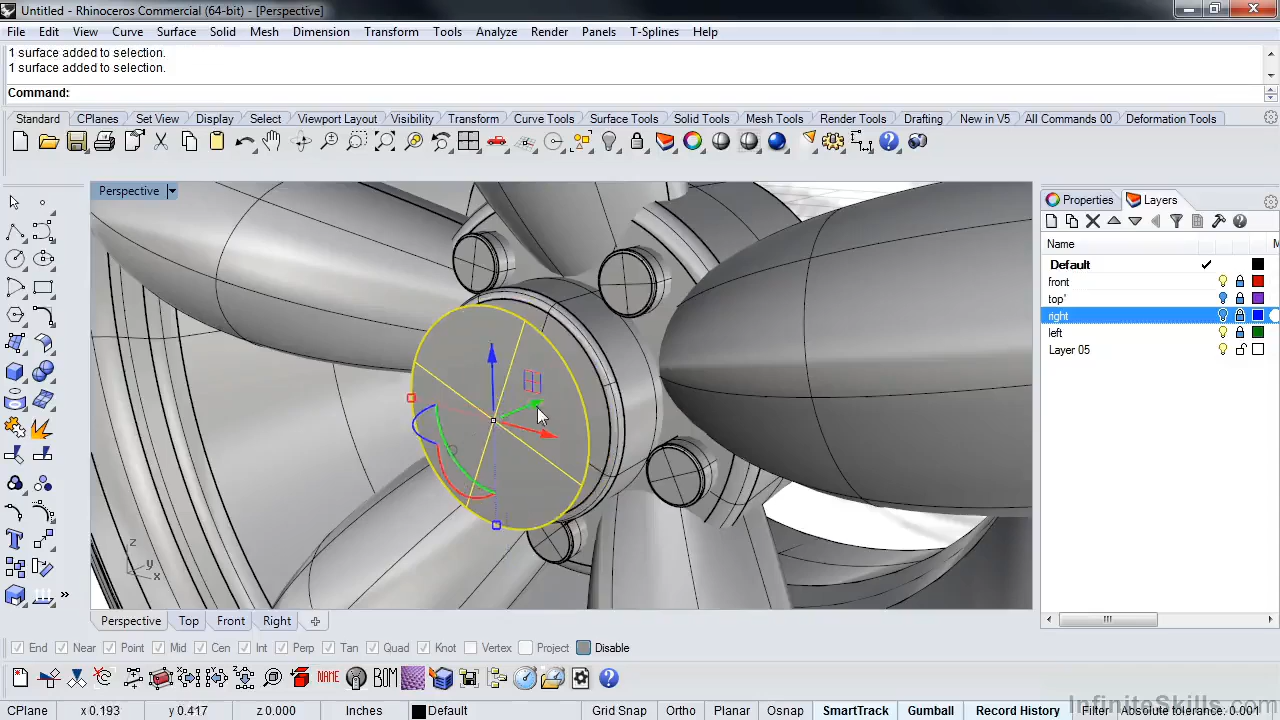 Untitled - Rhinoceros Commercial (64-bit) - [Perspective]
File Edit View Curve Surface Solid Mesh Dimension Transform Tools Analyze Render Panels T-Splines Help
1 surface added to selection.
1 surface added to selection.
Command:
Standard CPlanes Set View Display Select Viewport Layout Visibility Transform Curve Tools Surface Tools Solid Tools Mesh Tools Render Tools Drafting New in V5 All Commands 00 Deformation Tools
Perspective
Properties Layers
Name M
Default
front
top'
right
left
Layer 05
z
y
x
Perspective Top Front Right
End Near Point Mid Cen Int Perp Tan Quad Knot Vertex Project Disable
NAME BOM
CPlane x 0.193 y 0.417 z 0.000 Inches Default Grid Snap Ortho Planar Osnap SmartTrack Gumball Record History Filter Absolute tolerance: 0.001
InfiniteSkills.com